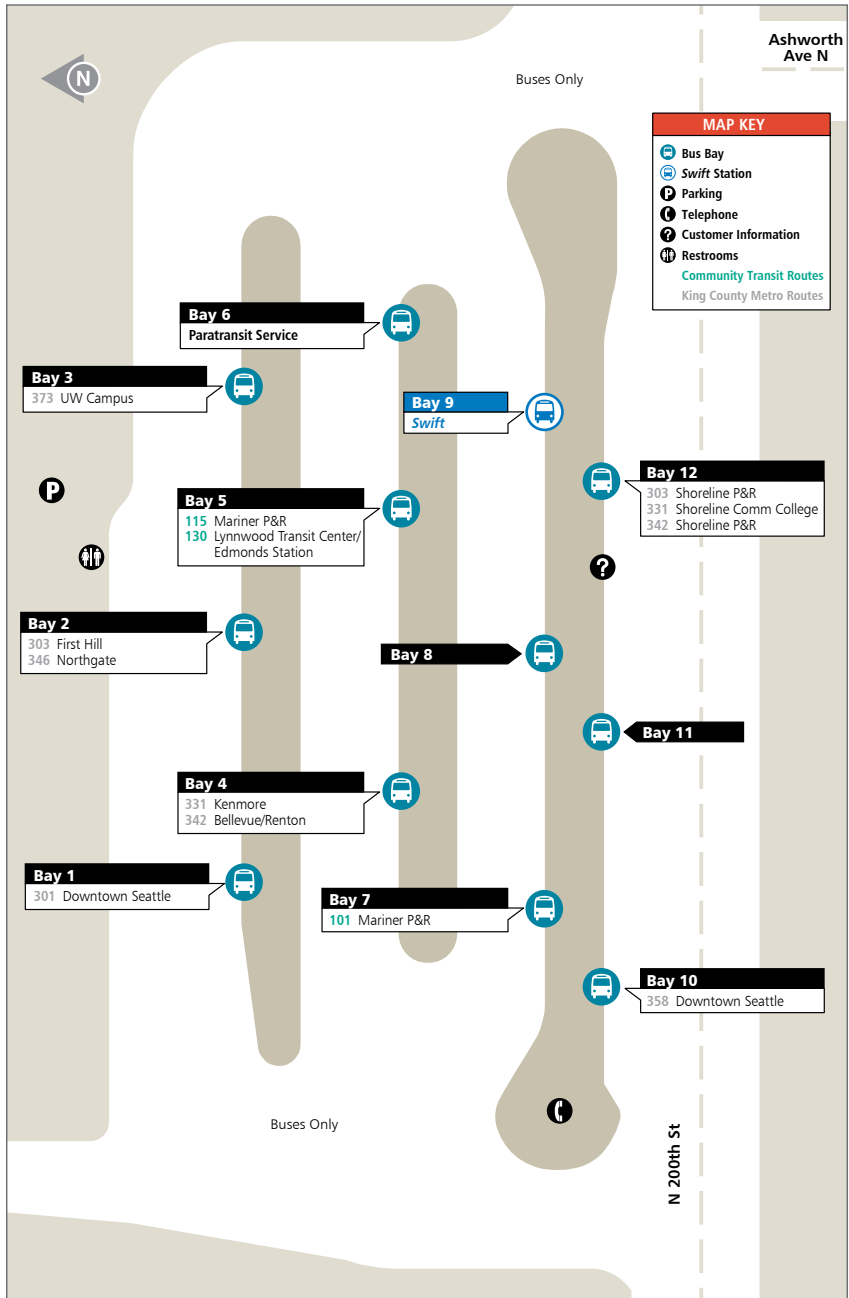 Ashworth
Ave N
N
Buses Only
MAP KEY
Bus Bay
Swift Station
Parking
Telephone
Customer Information
Restrooms
Community Transit Routes
King County Metro Routes
Bay 6
Paratransit Service
Bay 3
373 UW Campus
Bay 9
Swift
Bay 12
303 Shoreline P&R
331 Shoreline Comm College
342 Shoreline P&R
P
Bay 5
115 Mariner P&R
130 Lynnwood Transit Center/
Edmonds Station
?
Bay 2
303 First Hill
346 Northgate
Bay 8
Bay 11
Bay 4
331 Kenmore
342 Bellevue/Renton
Bay 1
301 Downtown Seattle
Bay 7
101 Mariner P&R
Bay 10
358 Downtown Seattle
Buses Only
N 200th St